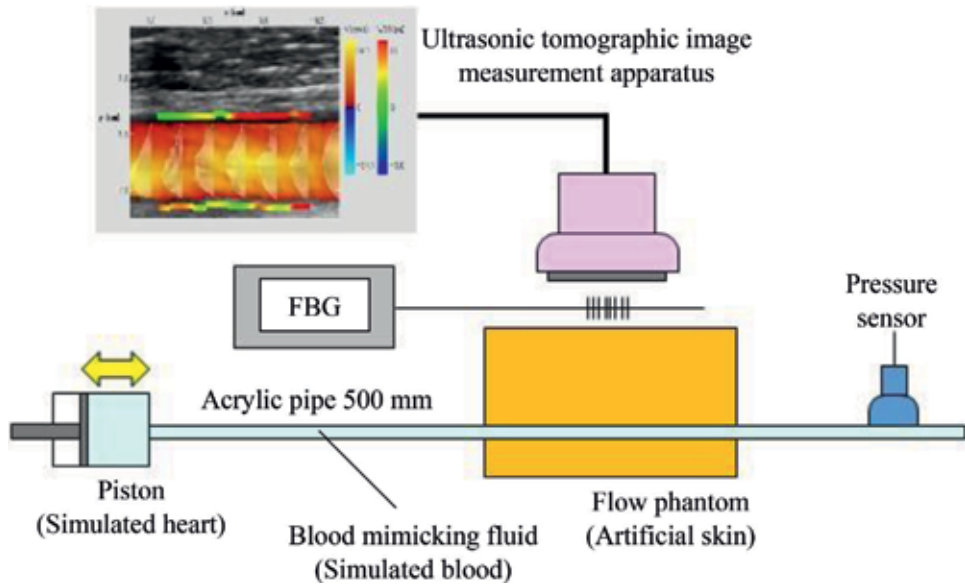 Ultrasonic tomographic image
measurement apparatus
FBG
Pressure
sensor
Acrylic pipe 500 mm
Piston
(Simulated heart)
Flow phantom
(Artificial skin)
Blood mimicking fluid
(Simulated blood)